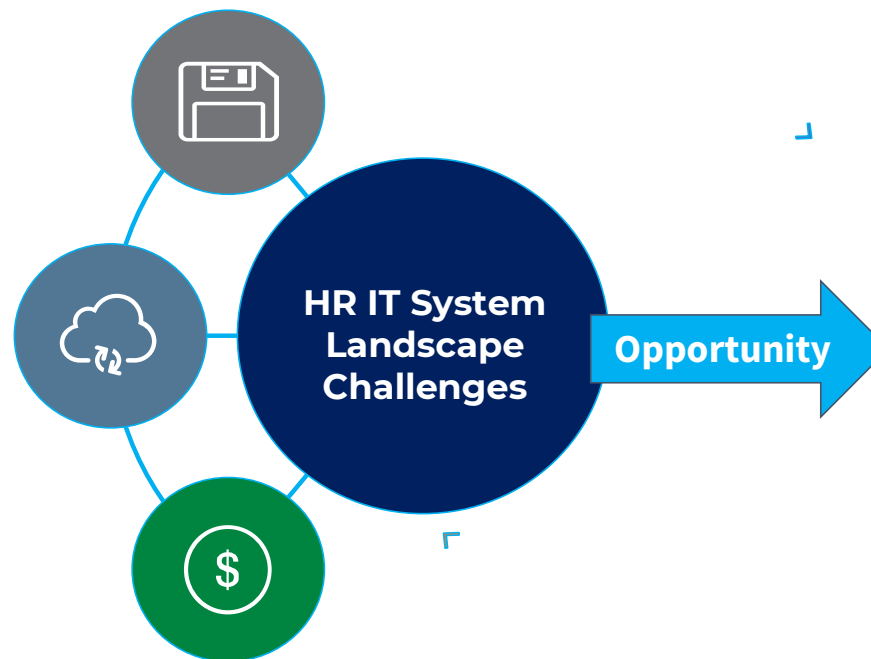 HR IT System
Landscape
Challenges
Opportunity
$